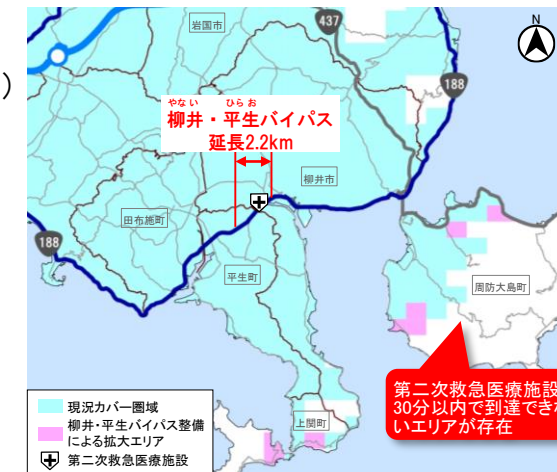 )
N
岩国市
437
188
やない ひらお
柳井・平生バイパス
延長2.2km
柳井市
田布施町
188
平生町
周防大島町
上関町
第二次救急医療施設
30分以内で到達でき
いエリアが存在
現況カバー圏域
柳井・平生バイパス整備
による拡大エリア
第二次救急医療施設